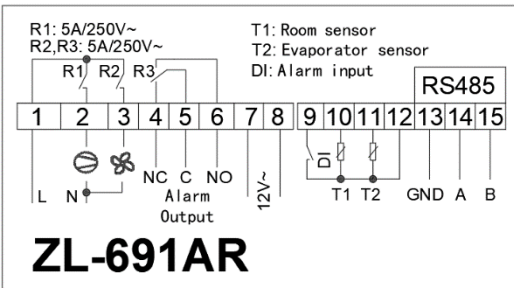 R1: 5A/250V~
R2,R3: 5A/250V~
T1: Room sensor
T2: Evaporator sensor
DI: Alarm input
R1 R2 R3
RS485
1 2 3 4 5 6 7 8 9 10 11 12 13 14 15
L N
NC C NO
Alarm
Output
12V~
DI
T1 T2
GND A B
ZL-691AR